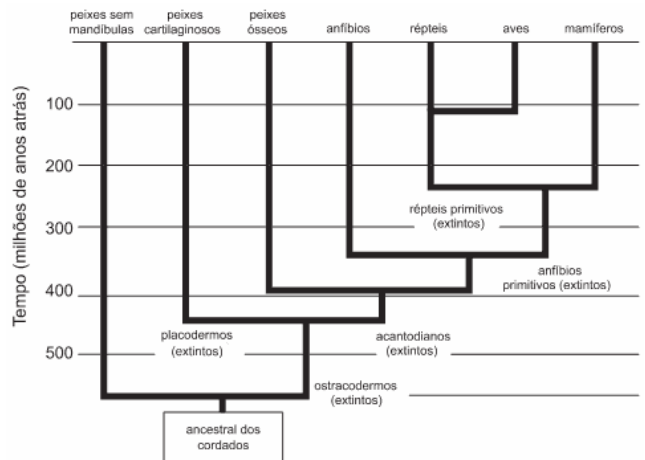 peixes sem
mandíbulas
peixes
cartilaginosos
peixes
ósseos
anfíbios
répteis
aves
mamíferos
Tempo (milhões de anos atrás)
100
200
300
400
500
répteis primitivos
(extintos)
anfíbios
primitivos (extintos)
placodermos
(extintos)
acantodianos
(extintos)
ostracodermos
(extintos)
ancestral dos
cordados